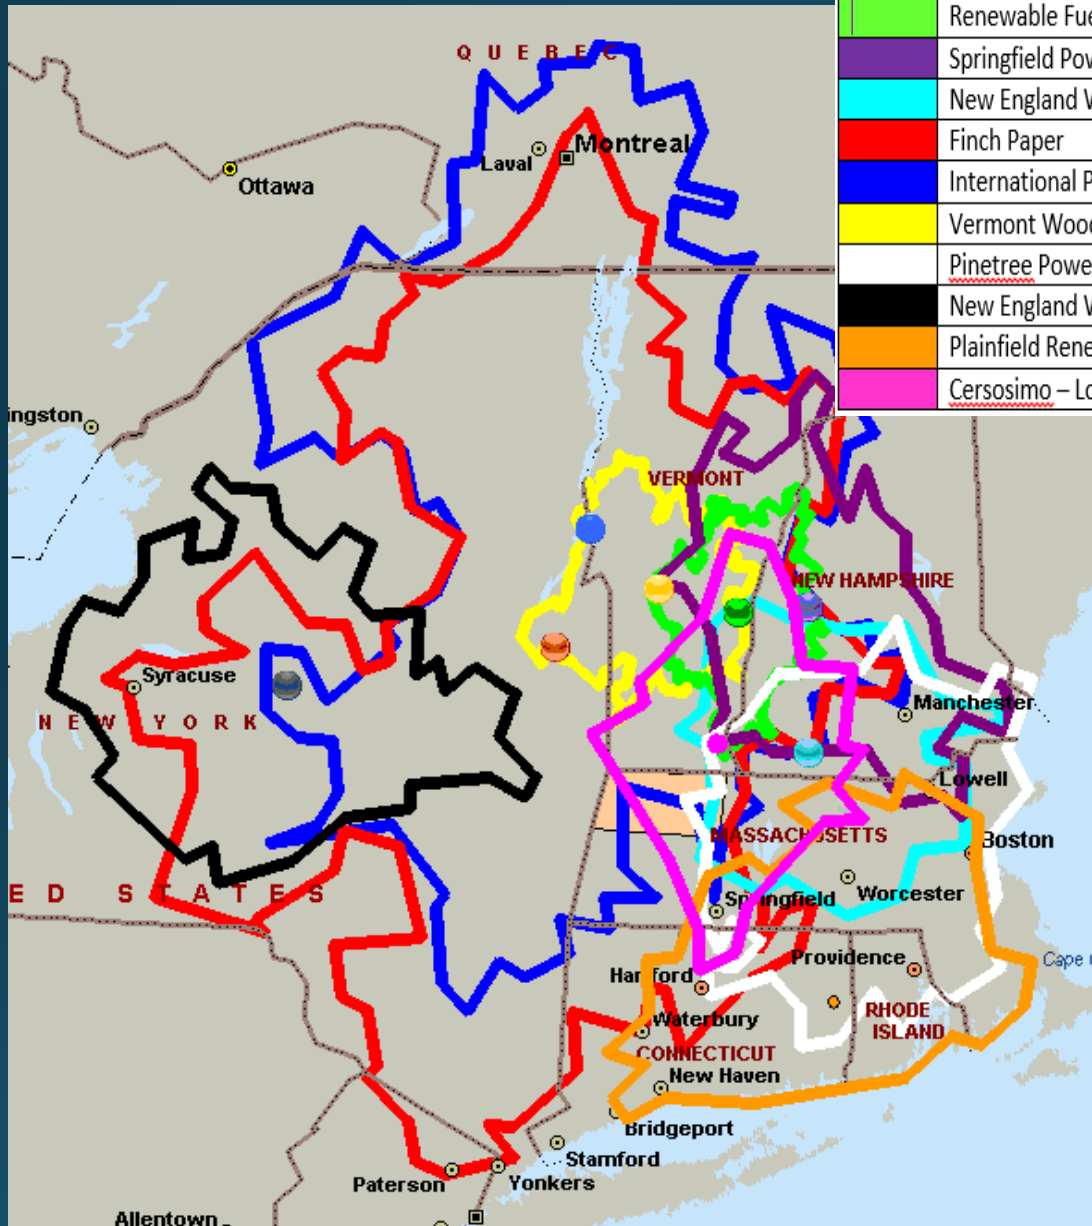 Renewable Fue
Springfield Pow
New England V
Finch Paper
International P
Vermont Wood
Pinetree Powe
New England V
Plainfield Rene
Cersosimo – Lo
QUEBEC
Laval
Montreal
Ottawa
ingston
VERMONT
NEW HAMPSHIRE
Syracuse
NEW YORK
Manchester
Lowell
MASSACHUSETTS
Boston
ED STATES
Springfield
Worcester
Hartford
Providence
Cape
Waterbury
RHODE
ISLAND
CONNECTICUT
New Haven
Bridgeport
Stamford
Paterson
Yonkers
Allentown